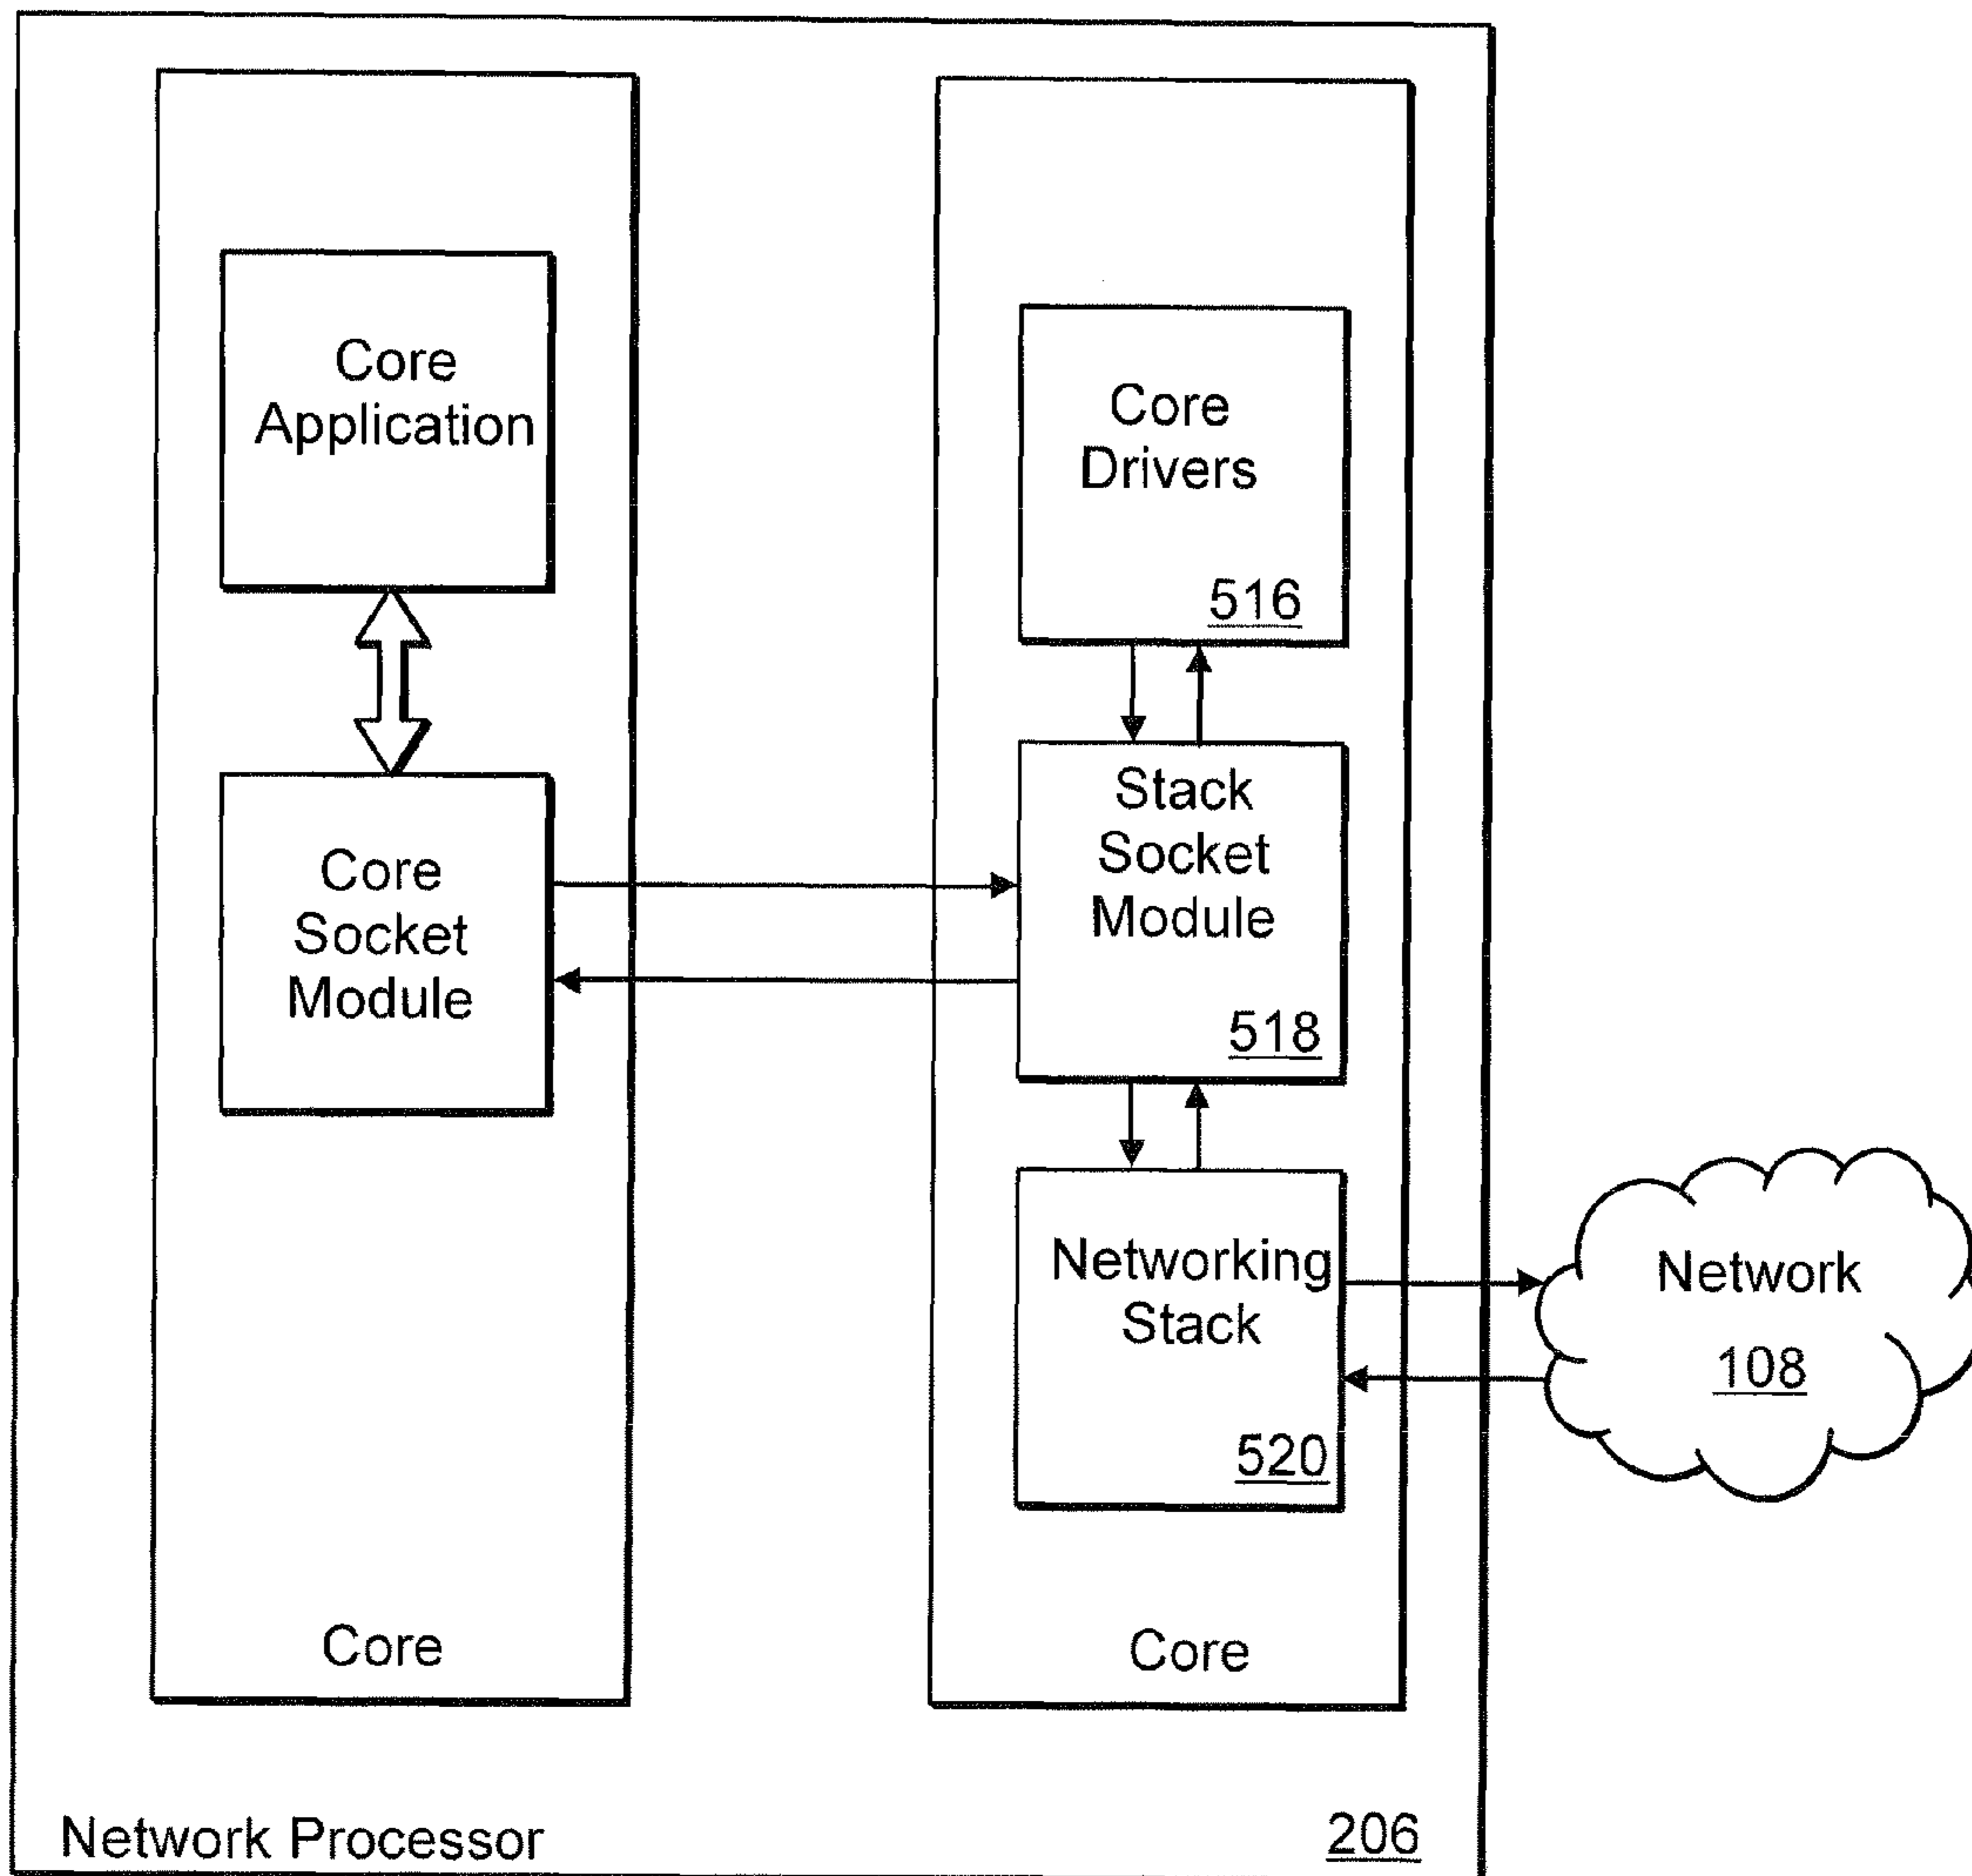 Core
Application
Core
Socket
Module
Core
Core
Drivers
516
Stack
Socket
Module
518
Networking
Stack
520
Core
Network
108
Network Processor
206